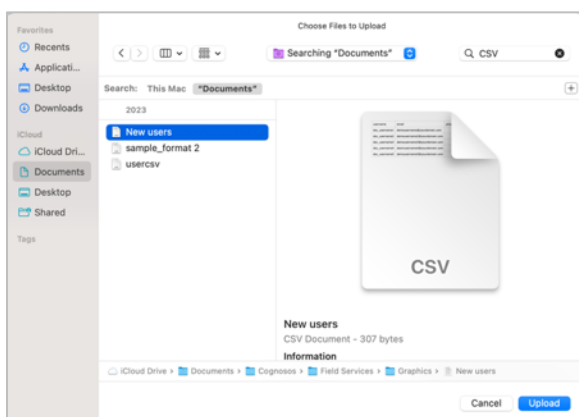 Choose Files to Upload
Favorites
Recents
Applicati...
Desktop
Downloads
iCloud
iCloud Dri...
Documents
Desktop
Shared
Tags
Searching "Documents"
CSV
Search: This Mac "Documents"
2023
New users
sample_format 2
usercsv
CSV
New users
CSV Document - 307 bytes
Information
iCloud Drive › Documents › Cognosos › Field Services › Graphics › New users
Cancel Upload